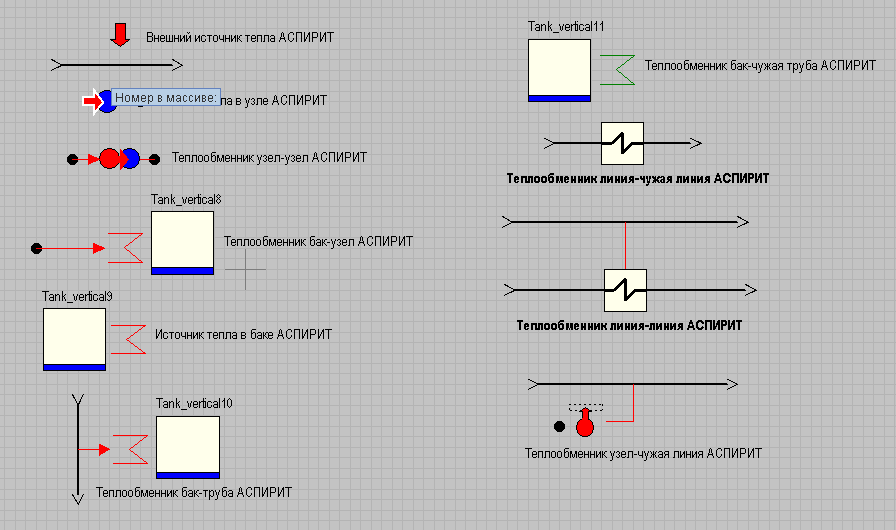 Внешний источник тепла АСПИРИТ
Номер в массиве:
ла в узле АСПИРИТ
Теплообменник узел-узел АСПИРИТ
Tank_vertical8
Теплообменник бак-узел АСПИРИТ
Tank_vertical9
Источник тепла в баке АСПИРИТ
Tank_vertical10
Теплообменник бак-труба АСПИРИТ
Tank_vertical11
Теплообменник бак-чужая труба АСПИРИТ
Теплообменник линия-чужая линия АСПИРИТ
Теплообменник линия-линия АСПИРИТ
Теплообменник узел-чужая линия АСПИРИТ